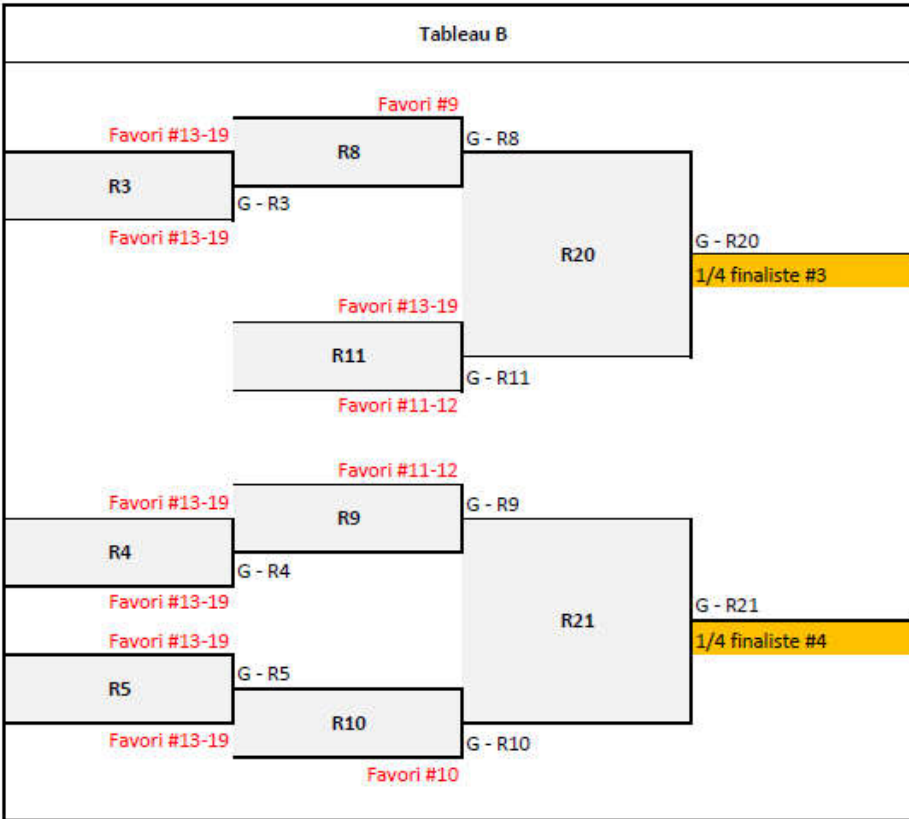 Tableau B
Favori #9
Favori #13-19
R8
G - R8
R3
G - R3
Favori #13-19
R20
G - R20
1/4 finaliste #3
Favori #13-19
R11
G - R11
Favori #11-12
Favori #11-12
Favori #13-19
R9
G - R9
R4
G - R4
Favori #13-19
R21
G - R21
1/4 finaliste #4
Favori #13-19
G - R5
R5
R10
Favori #13-19
G - R10
Favori #10